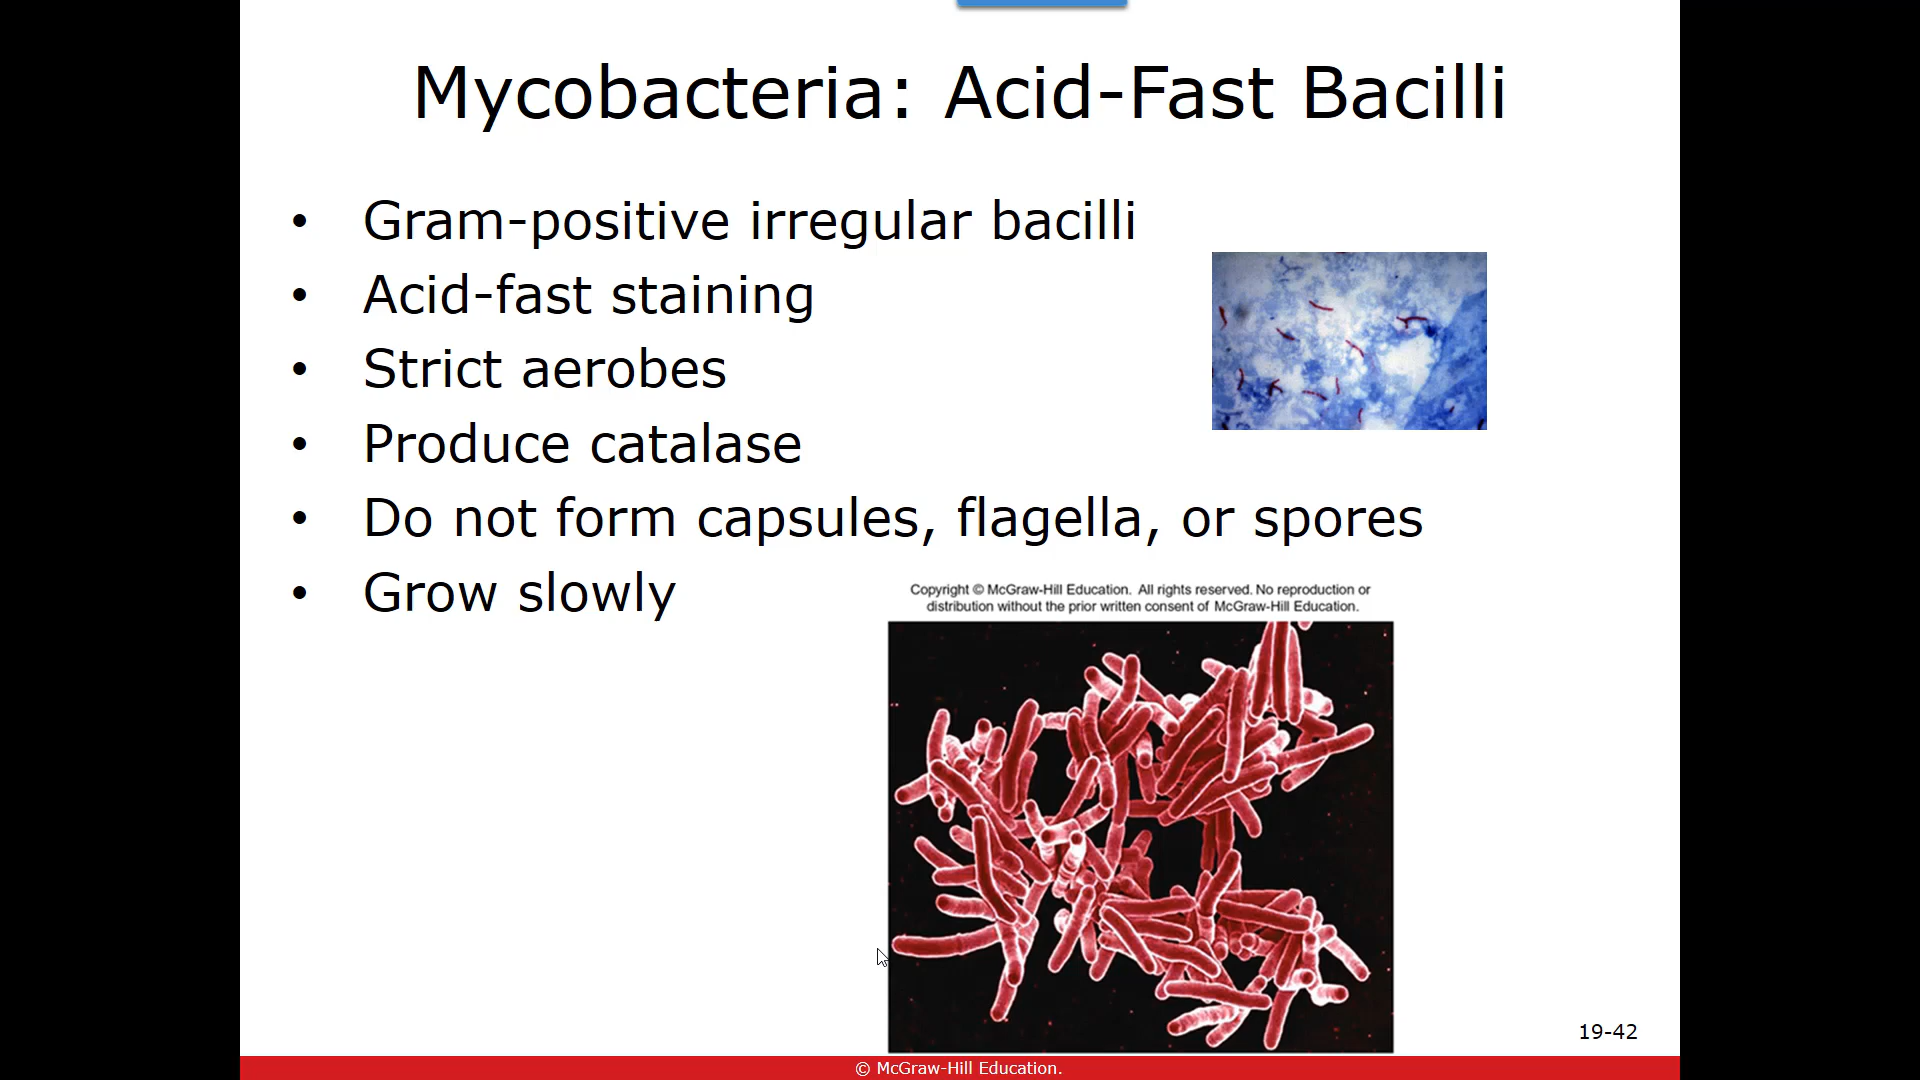 Mycobacteria: Acid-Fast Bacilli
• Gram-positive irregular bacilli
• Acid-fast staining
• Strict aerobes
• Produce catalase
• Do not form capsules, flagella, or spores
• Grow slowly
Copyright © McGraw-Hill Education. All rights reserved. No reproduction or
distribution without the prior written consent of McGraw-Hill Education.
19-42
© McGraw-Hill Education.